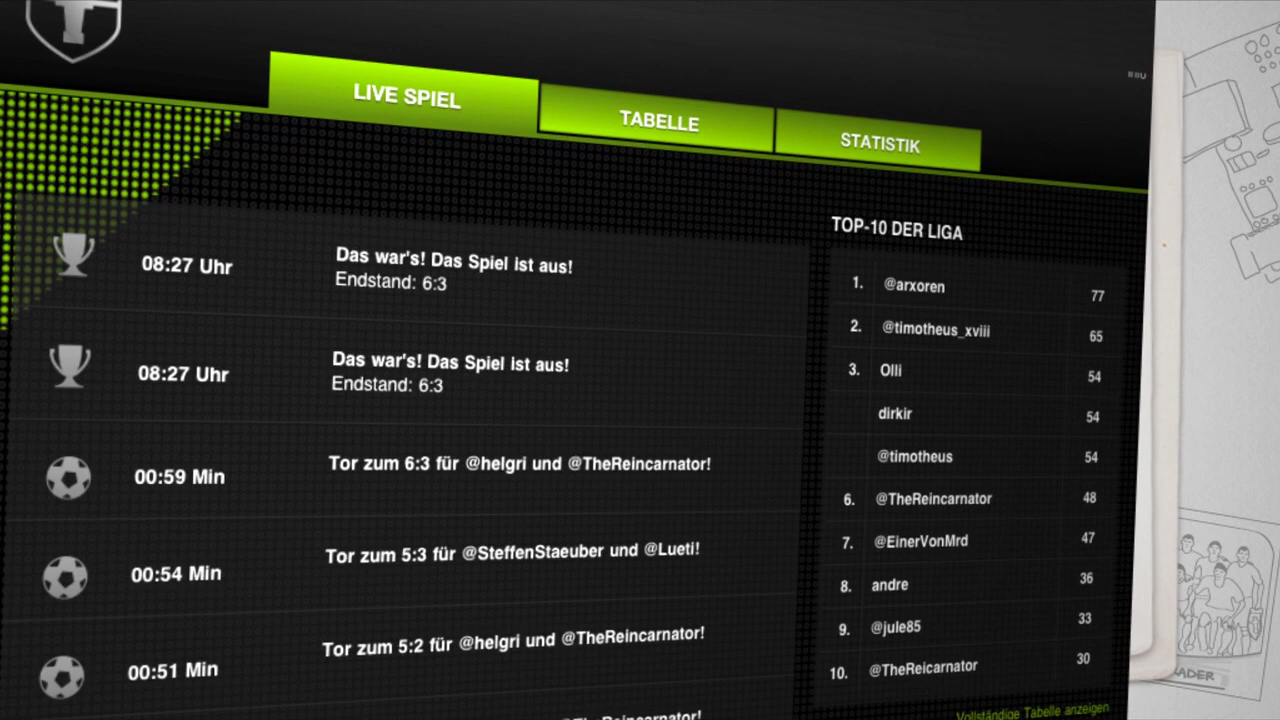 LIVE SPIEL
TABELLE
STATISTIK
08:27 Uhr
Das war's! Das Spiel ist aus!
Endstand: 6:3
08:27 Uhr
Das war's! Das Spiel ist aus!
Endstand: 6:3
00:59 Min
Tor zum 6:3 für @helgri und @TheReincarnator!
00:54 Min
Tor zum 5:3 für @SteffenStaeuber und @Lueti!
00:51 Min
Tor zum 5:2 für @helgri und @TheReincarnator!
TOP-10 DER LIGA
1. @arxoren 77
2. @timotheus_xviii 65
3. Olli 54
dirkir 54
@timotheus 54
6. @TheReincarnator 48
7. @EinerVonMrd 47
8. andre 36
9. @jule85 33
10. @TheReicarnator 30
Vollständige Tabelle anzeigen